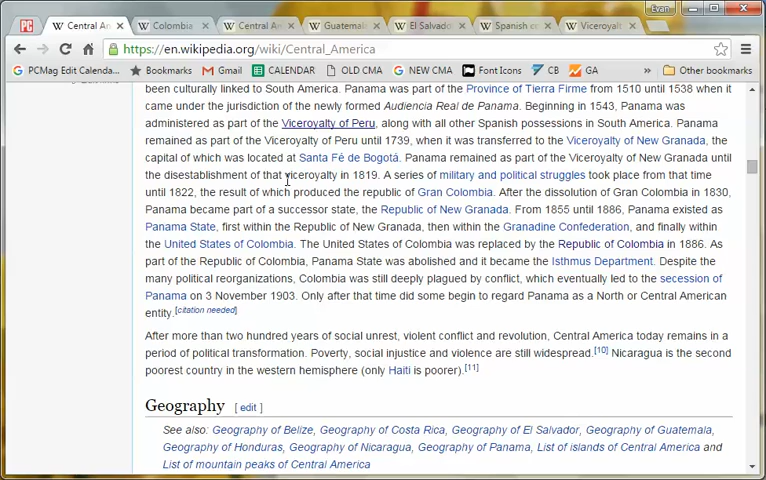 Evan
PC
W Central Am
W Colombia
W Central Am
W Guatemala
W El Salvador
W Spanish co
W Viceroyalt
https://en.wikipedia.org/wiki/Central_America
PCMag Edit Calenda... Bookmarks Gmail CALENDAR OLD CMA NEW CMA Font Icons CB GA Other bookmarks
been culturally linked to South America. Panama was part of the Province of Tierra Firme from 1510 until 1538 when it
came under the jurisdiction of the newly formed Audiencia Real de Panama. Beginning in 1543, Panama was
administered as part of the Viceroyalty of Peru, along with all other Spanish possessions in South America. Panama
remained as part of the Viceroyalty of Peru until 1739, when it was transferred to the Viceroyalty of New Granada, the
capital of which was located at Santa Fé de Bogotá. Panama remained as part of the Viceroyalty of New Granada until
the disestablishment of that viceroyalty in 1819. A series of military and political struggles took place from that time
until 1822, the result of which produced the republic of Gran Colombia. After the dissolution of Gran Colombia in 1830,
Panama became part of a successor state, the Republic of New Granada. From 1855 until 1886, Panama existed as
Panama State, first within the Republic of New Granada, then within the Granadine Confederation, and finally within
the United States of Colombia. The United States of Colombia was replaced by the Republic of Colombia in 1886. As
part of the Republic of Colombia, Panama State was abolished and it became the Isthmus Department. Despite the
many political reorganizations, Colombia was still deeply plagued by conflict, which eventually led to the secession of
Panama on 3 November 1903. Only after that time did some begin to regard Panama as a North or Central American
entity.[citation needed]
After more than two hundred years of social unrest, violent conflict and revolution, Central America today remains in a
period of political transformation. Poverty, social injustice and violence are still widespread.[10] Nicaragua is the second
poorest country in the western hemisphere (only Haiti is poorer).[11]
Geography [ edit ]
See also: Geography of Belize, Geography of Costa Rica, Geography of El Salvador, Geography of Guatemala,
Geography of Honduras, Geography of Nicaragua, Geography of Panama, List of islands of Central America and
List of mountain peaks of Central America